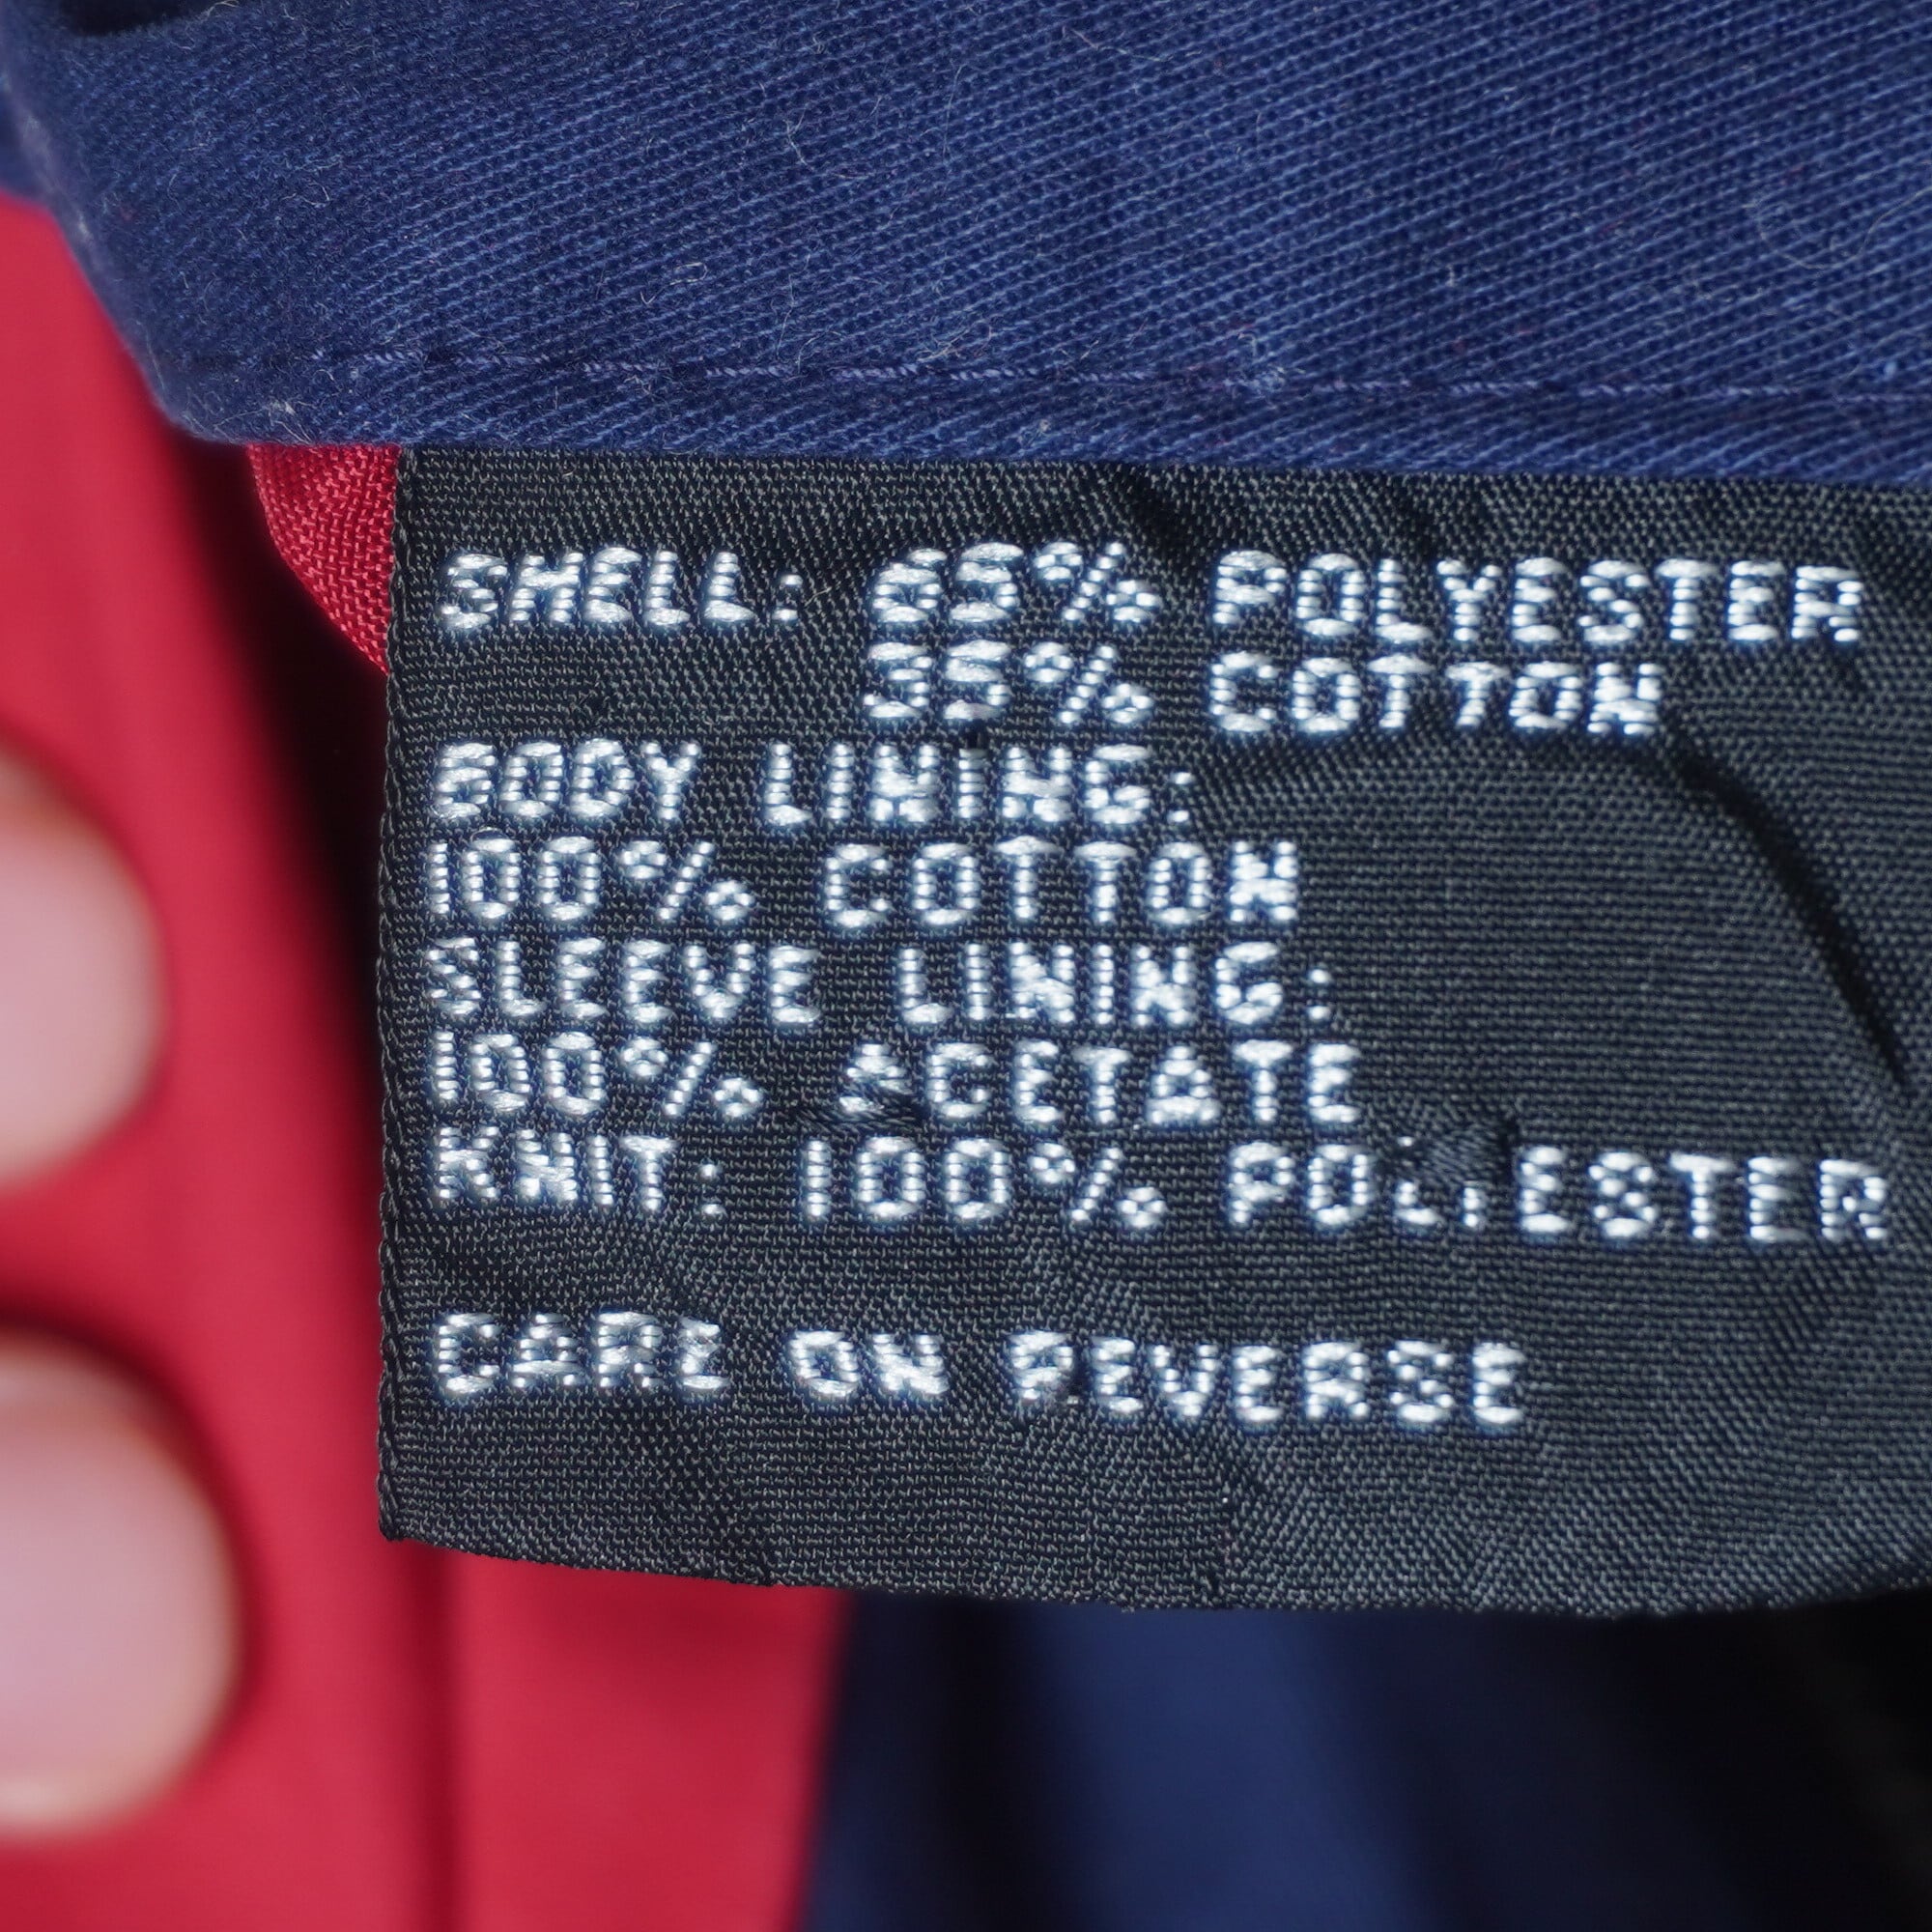 SHELL: 65% POLYESTER
35% COTTON
BODY LINING:
100% COTTON
SLEEVE LINING:
100% ACETATE
KNIT: 100% POLYESTER
CARE ON REVERSE